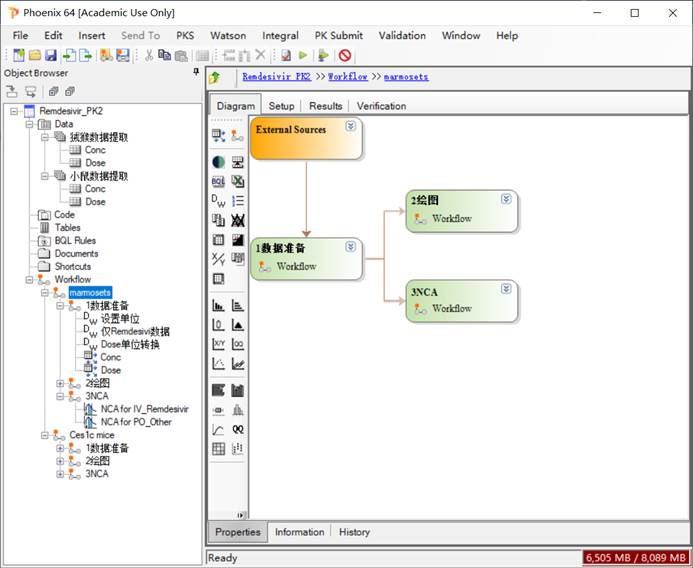 Phoenix 64 [Academic Use Only]
File Edit Insert Send To PKS Watson Integral PK Submit Validation Window Help
Object Browser
Remdesivir_PK2 >> Workflow >> marmosets
Diagram Setup Results Verification
Remdesivir_PK2
Data
狨猴数据提取
Conc
Dose
小鼠数据提取
Conc
Dose
Code
Tables
BQL Rules
Documents
Shortcuts
Workflow
marmosets
1数据准备
设置单位
仅Remdesivi数据
Dose单位转换
Conc
Dose
2绘图
3NCA
NCA for IV_Remdesivir
NCA for PO_Other
Ces1c mice
1数据准备
2绘图
3NCA
External Sources
1数据准备
Workflow
2绘图
Workflow
3NCA
Workflow
Properties Information History
Ready
6,505 MB / 8,089 MB